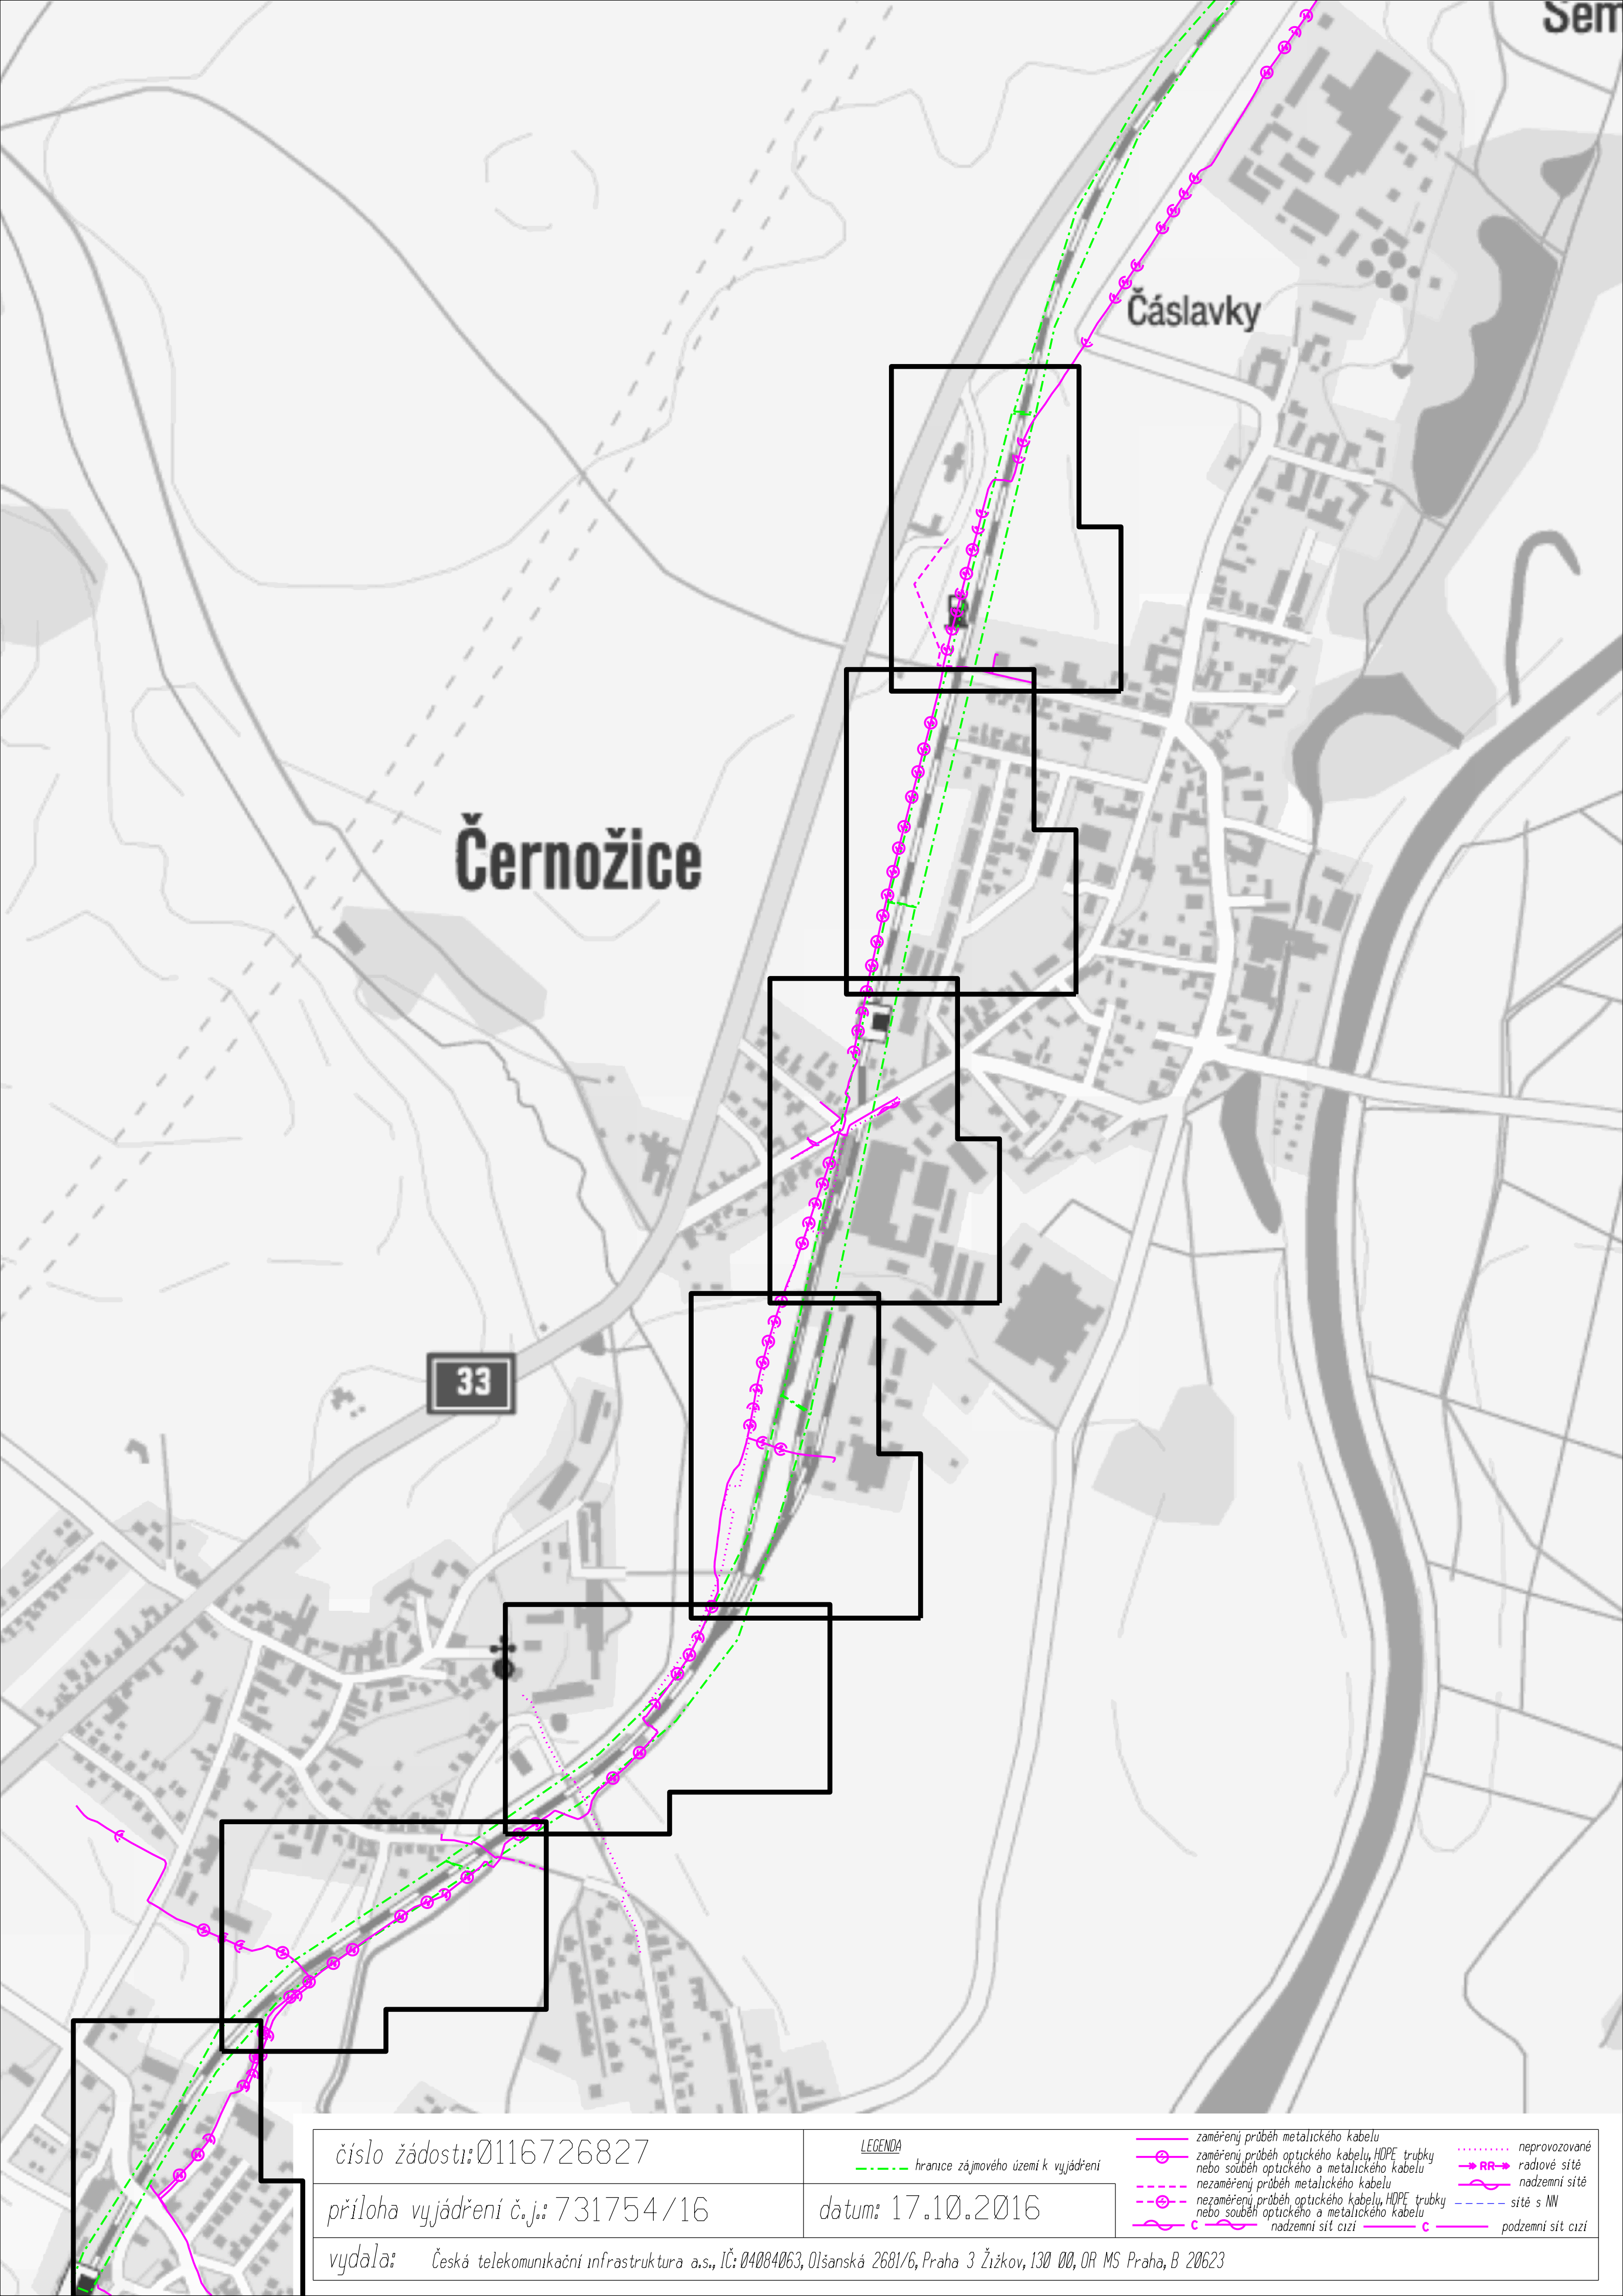 Sem
Čáslavky
Černožice
33
číslo žádosti: 0116726827
příloha vyjádření č.j.: 731754/16
datum: 17.10.2016
vydala: Česká telekomunikační infrastruktura a.s., IČ: 04084063, Olšanská 2681/6, Praha 3 Žižkov, 130 00, OR MS Praha, B 20623
LEGENDA
hranice zájmového území k vyjádření
zaměřený průběh metalického kabelu
zaměřený průběh optického kabelu, HDPE trubky
nebo souběh optického a metalického kabelu
nezaměřený průběh metalického kabelu
nezaměřený průběh optického kabelu, HDPE trubky
nebo souběh optického a metalického kabelu
C nadzemní síť cizí
neprovozované
RR radiové sítě
nadzemní sítě
sítě s NN
C podzemní síť cizí